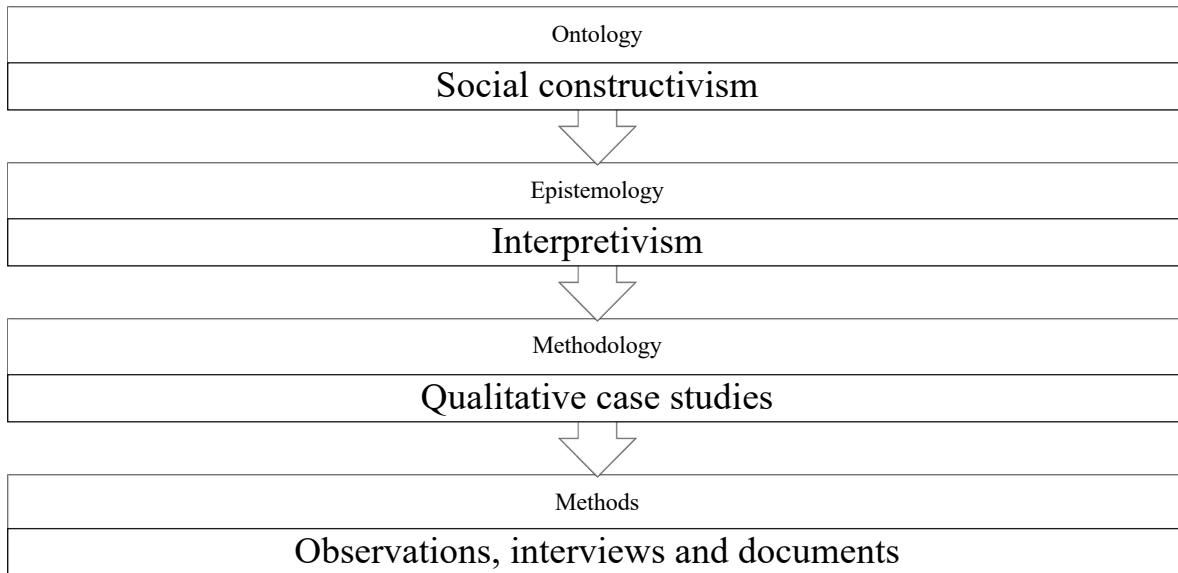 Ontology
Social constructivism
Epistemology
Interpretivism
Methodology
Qualitative case studies
Methods
Observations, interviews and documents